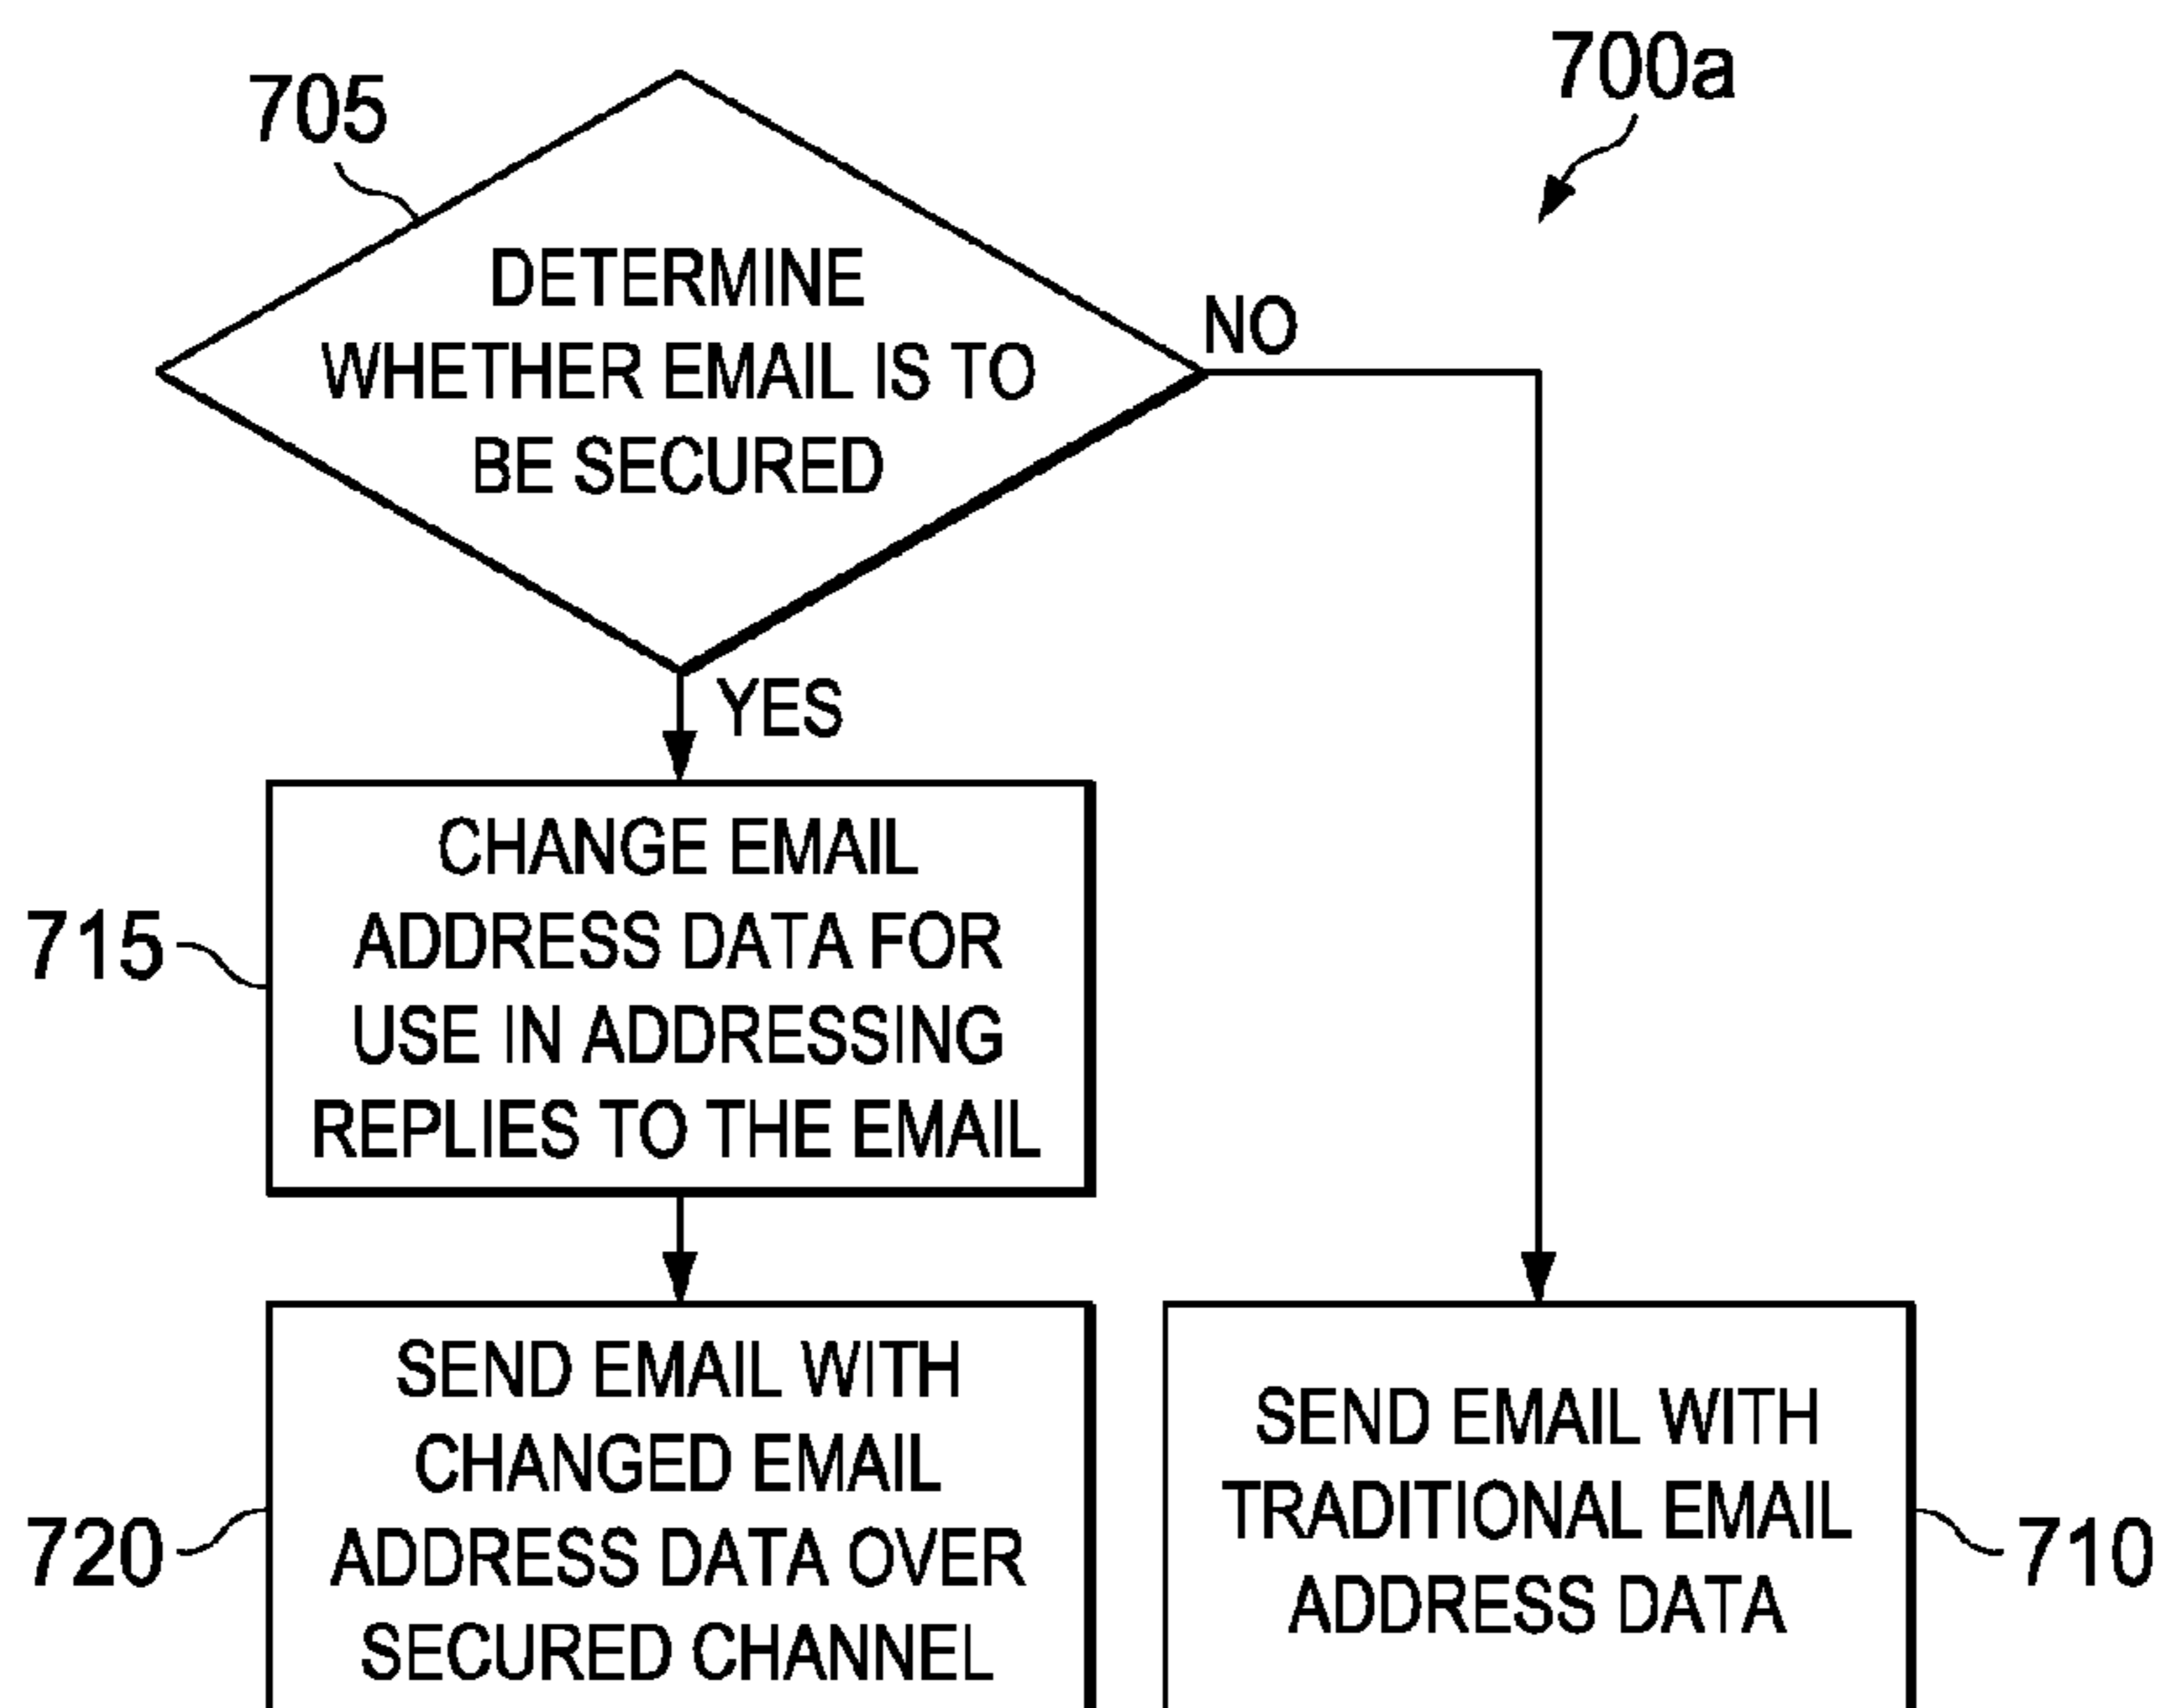 700a
705
DETERMINE
WHETHER EMAIL IS TO
BE SECURED
NO
YES
715
CHANGE EMAIL
ADDRESS DATA FOR
USE IN ADDRESSING
REPLIES TO THE EMAIL
720
SEND EMAIL WITH
CHANGED EMAIL
ADDRESS DATA OVER
SECURED CHANNEL
SEND EMAIL WITH
TRADITIONAL EMAIL
ADDRESS DATA
710